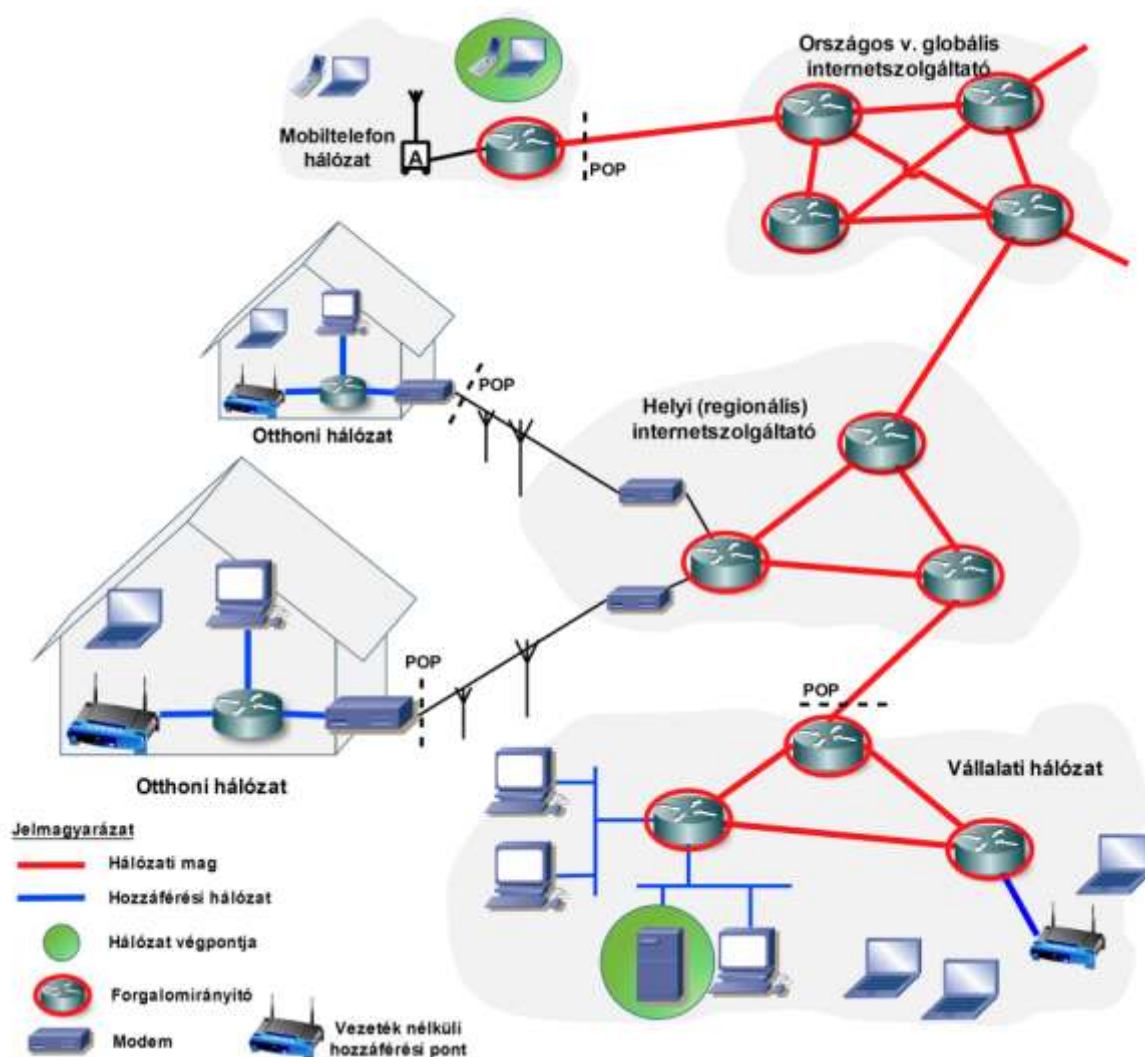 Országos v. globális
internetszolgáltató
Mobiltelefon
hálózat
A
POP
POP
Otthoni hálózat
Helyi (regionális)
internetszolgáltató
POP
Otthoni hálózat
POP
Vállalati hálózat
Jelmagyarázat
Hálózati mag
Hozzáférési hálózat
Hálózat végpontja
Forgalomirányító
Modem
Vezeték nélküli
hozzáférési pont